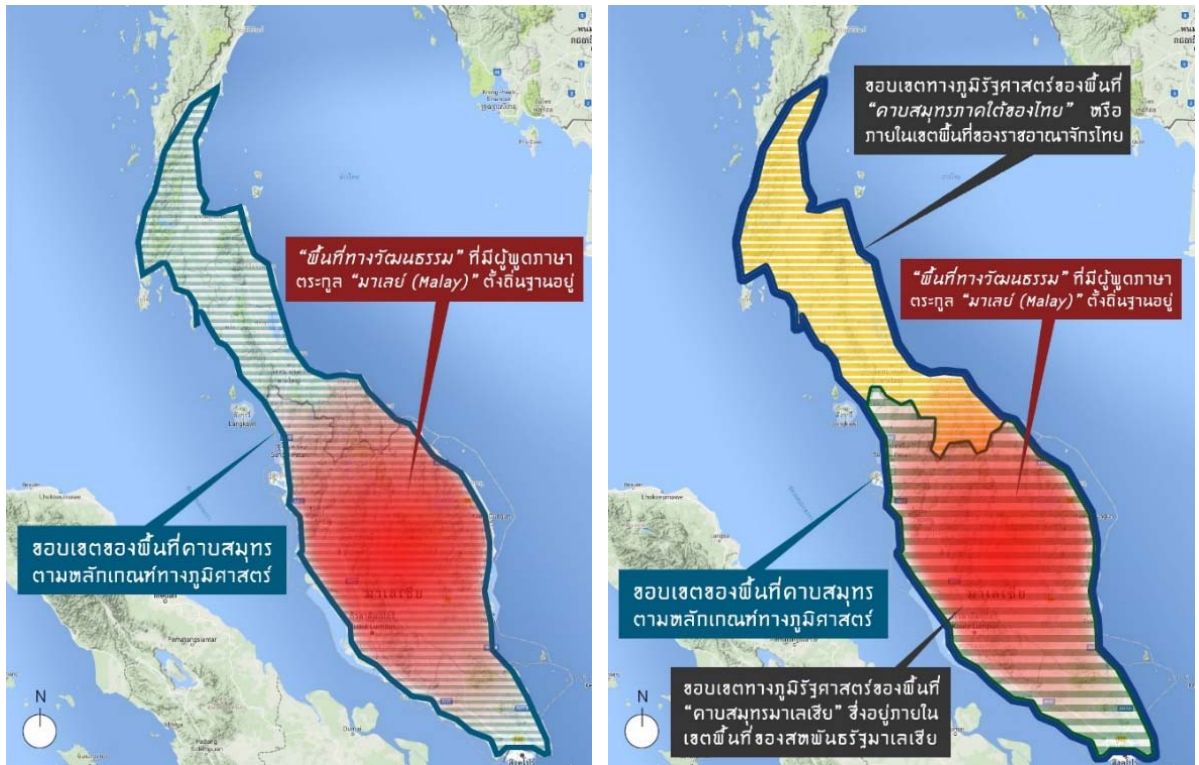 “พื้นที่ทางวัฒนธรรม” ที่มีผู้พูดภาษา
ตระกูล “มาเลย์ (Malay)” ตั้งถิ่นฐานอยู่
ขอบเขตของพื้นที่คาบสมุทร
ตามหลักเกณฑ์ทางภูมิศาสตร์
Langkawi
มาเลเซีย
N
ขอบเขตทางภูมิรัฐศาสตร์ของพื้นที่
“คาบสมุทรภาคใต้ของไทย” หรือ
ภายในเขตพื้นที่ของราชอาณาจักรไทย
“พื้นที่ทางวัฒนธรรม” ที่มีผู้พูดภาษา
ตระกูล “มาเลย์ (Malay)” ตั้งถิ่นฐานอยู่
ขอบเขตของพื้นที่คาบสมุทร
ตามหลักเกณฑ์ทางภูมิศาสตร์
Langkawi
มาเลเซีย
ขอบเขตทางภูมิรัฐศาสตร์ของพื้นที่
“คาบสมุทรมาเลเซีย” ซึ่งอยู่ภายใน
เขตพื้นที่ของสหพันธรัฐมาเลเซีย
N